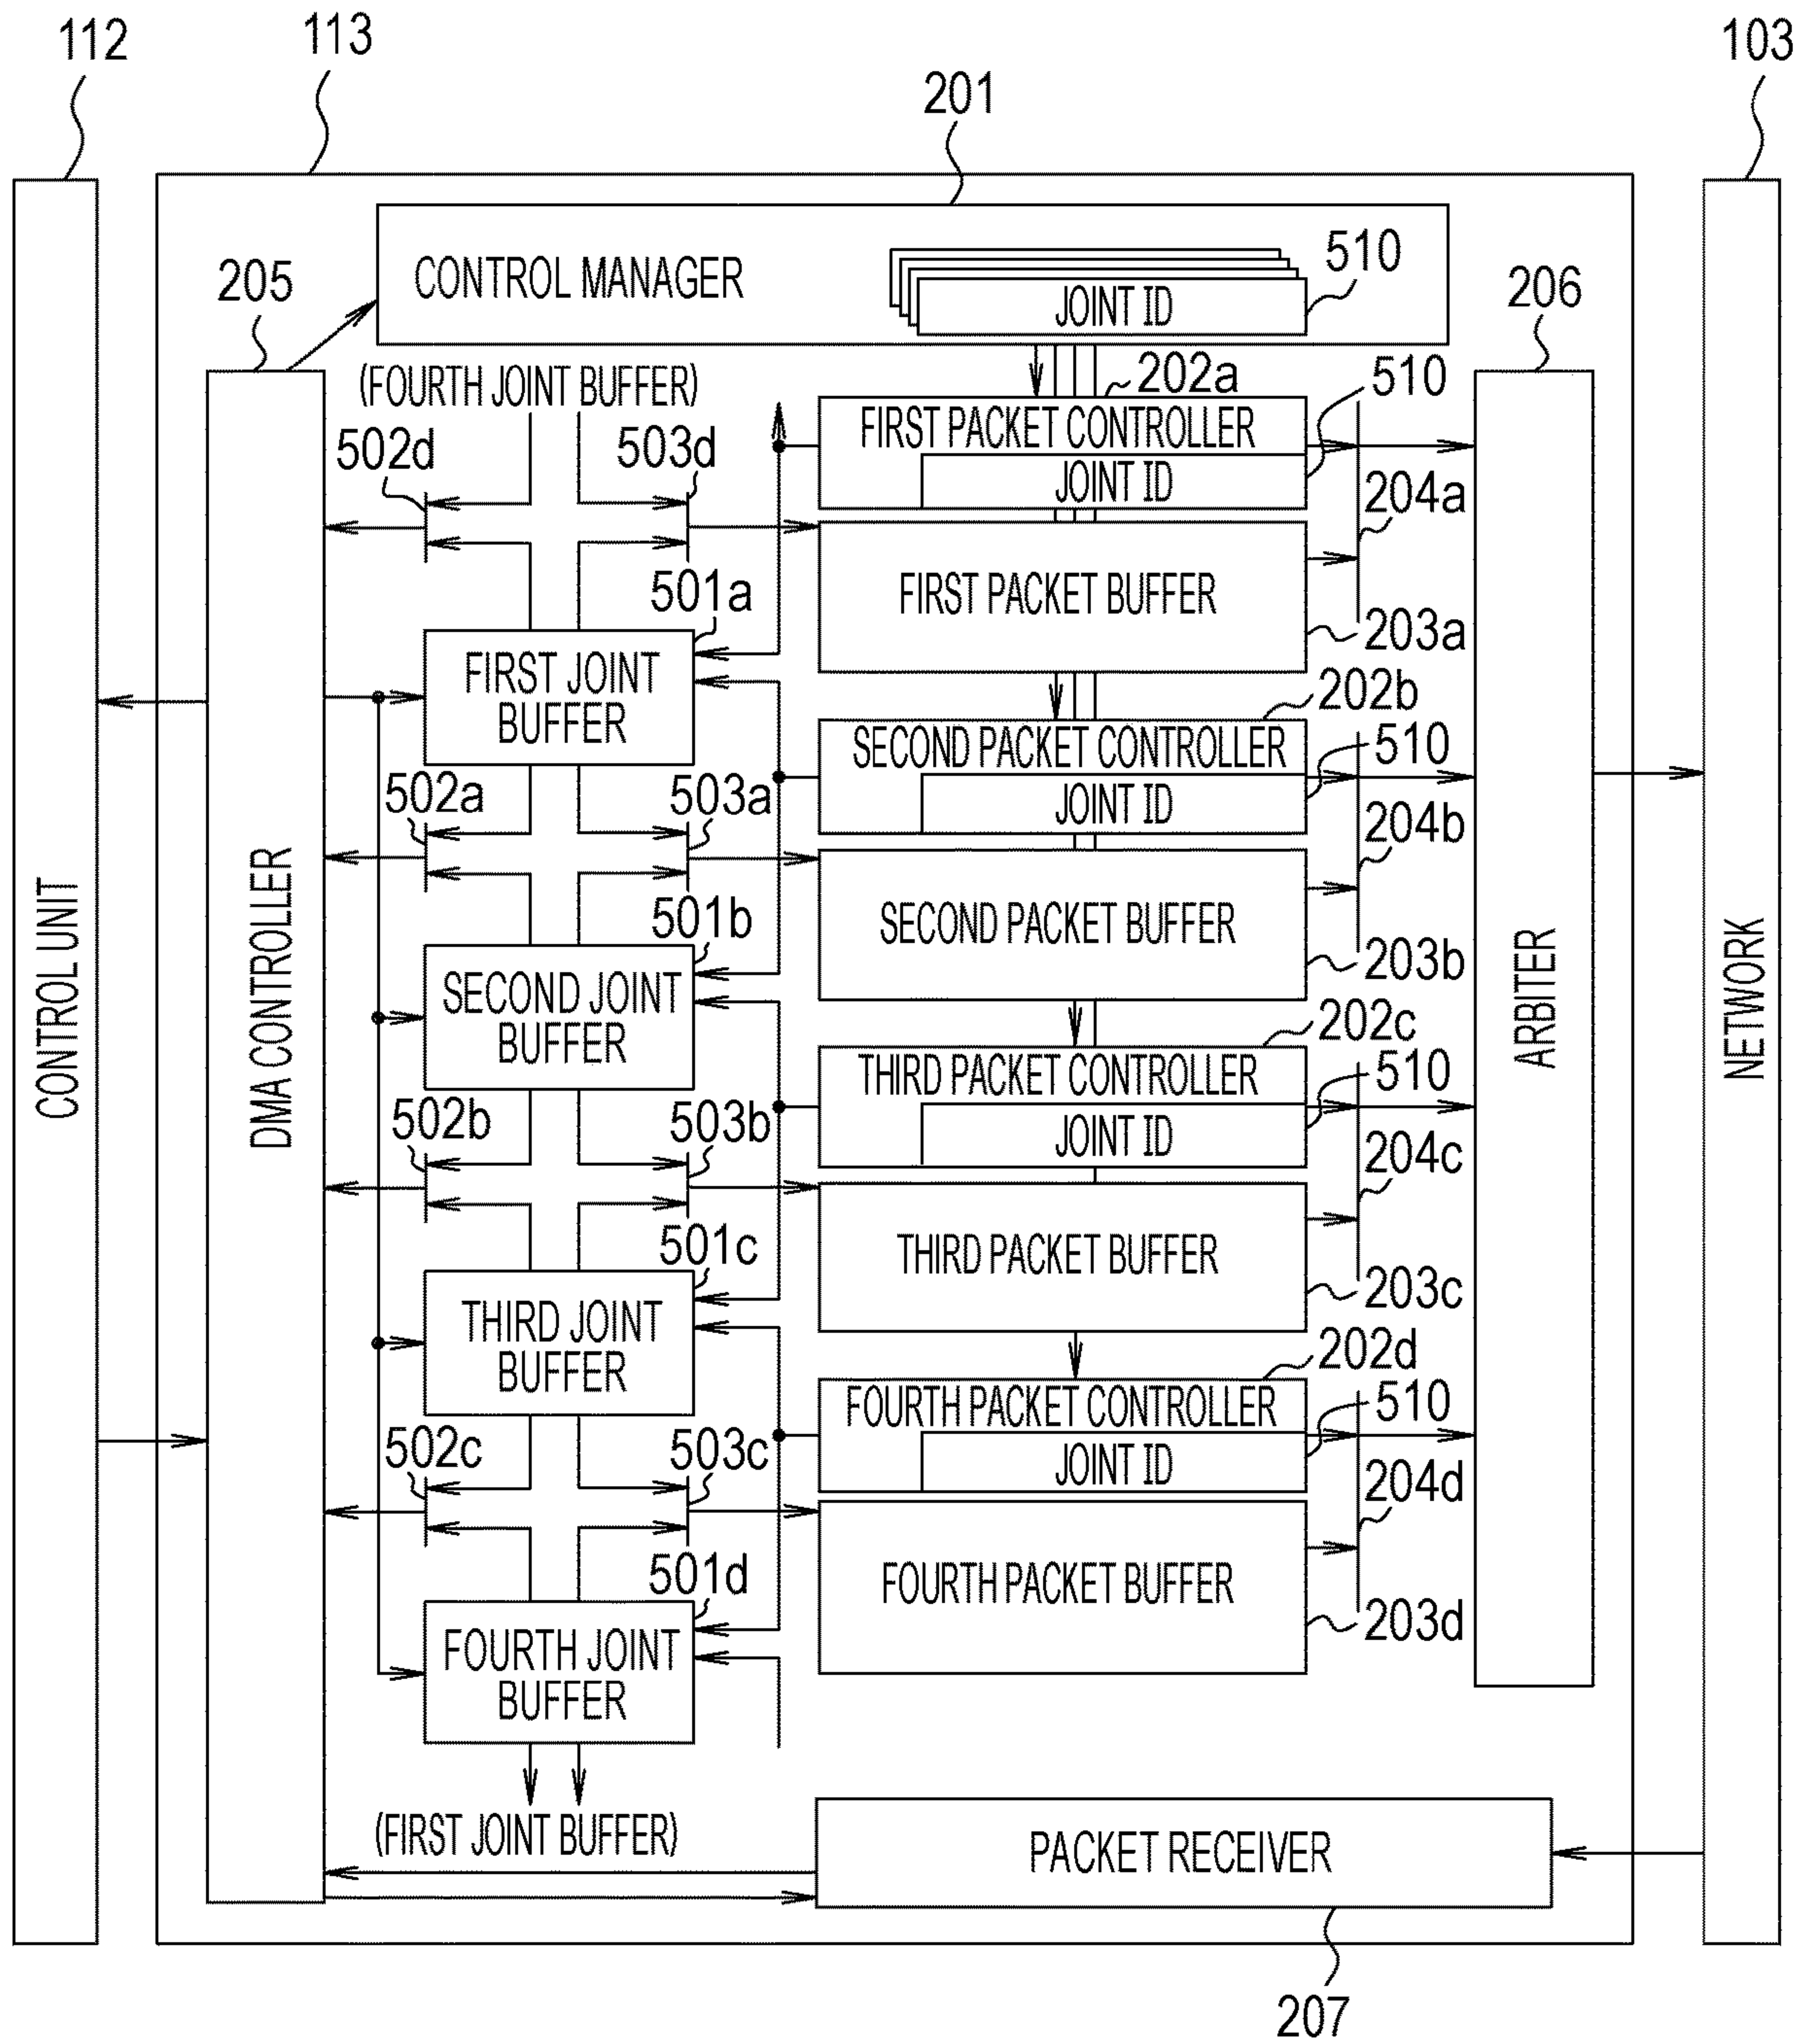 112
113
103
201
CONTROL MANAGER
510
JOINT ID
205
206
(FOURTH JOINT BUFFER)
202a
510
FIRST PACKET CONTROLLER
JOINT ID
502d
503d
204a
FIRST PACKET BUFFER
501a
203a
FIRST JOINT
BUFFER
202b
SECOND PACKET CONTROLLER
510
JOINT ID
502a
503a
204b
SECOND PACKET BUFFER
501b
203b
SECOND JOINT
BUFFER
202c
THIRD PACKET CONTROLLER
510
JOINT ID
502b
503b
204c
THIRD PACKET BUFFER
501c
203c
THIRD JOINT
BUFFER
202d
FOURTH PACKET CONTROLLER
510
JOINT ID
502c
503c
204d
FOURTH PACKET BUFFER
501d
203d
FOURTH JOINT
BUFFER
(FIRST JOINT BUFFER)
PACKET RECEIVER
207
CONTROL UNIT
DMA CONTROLLER
ARBITER
NETWORK